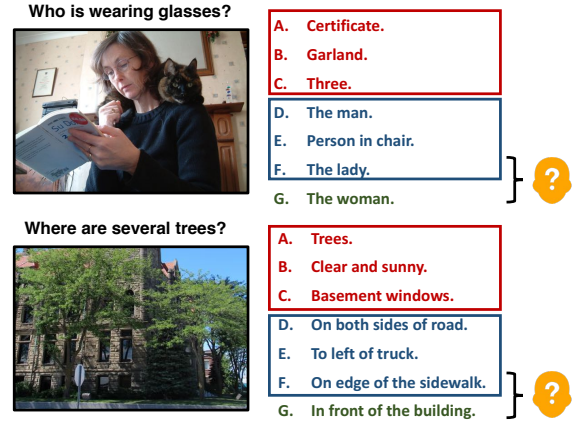 Who is wearing glasses?
A. Certificate.
B. Garland.
C. Three.
D. The man.
E. Person in chair.
F. The lady.
G. The woman.
?
Su Do
Where are several trees?
A. Trees.
B. Clear and sunny.
C. Basement windows.
D. On both sides of road.
E. To left of truck.
F. On edge of the sidewalk.
G. In front of the building.
?